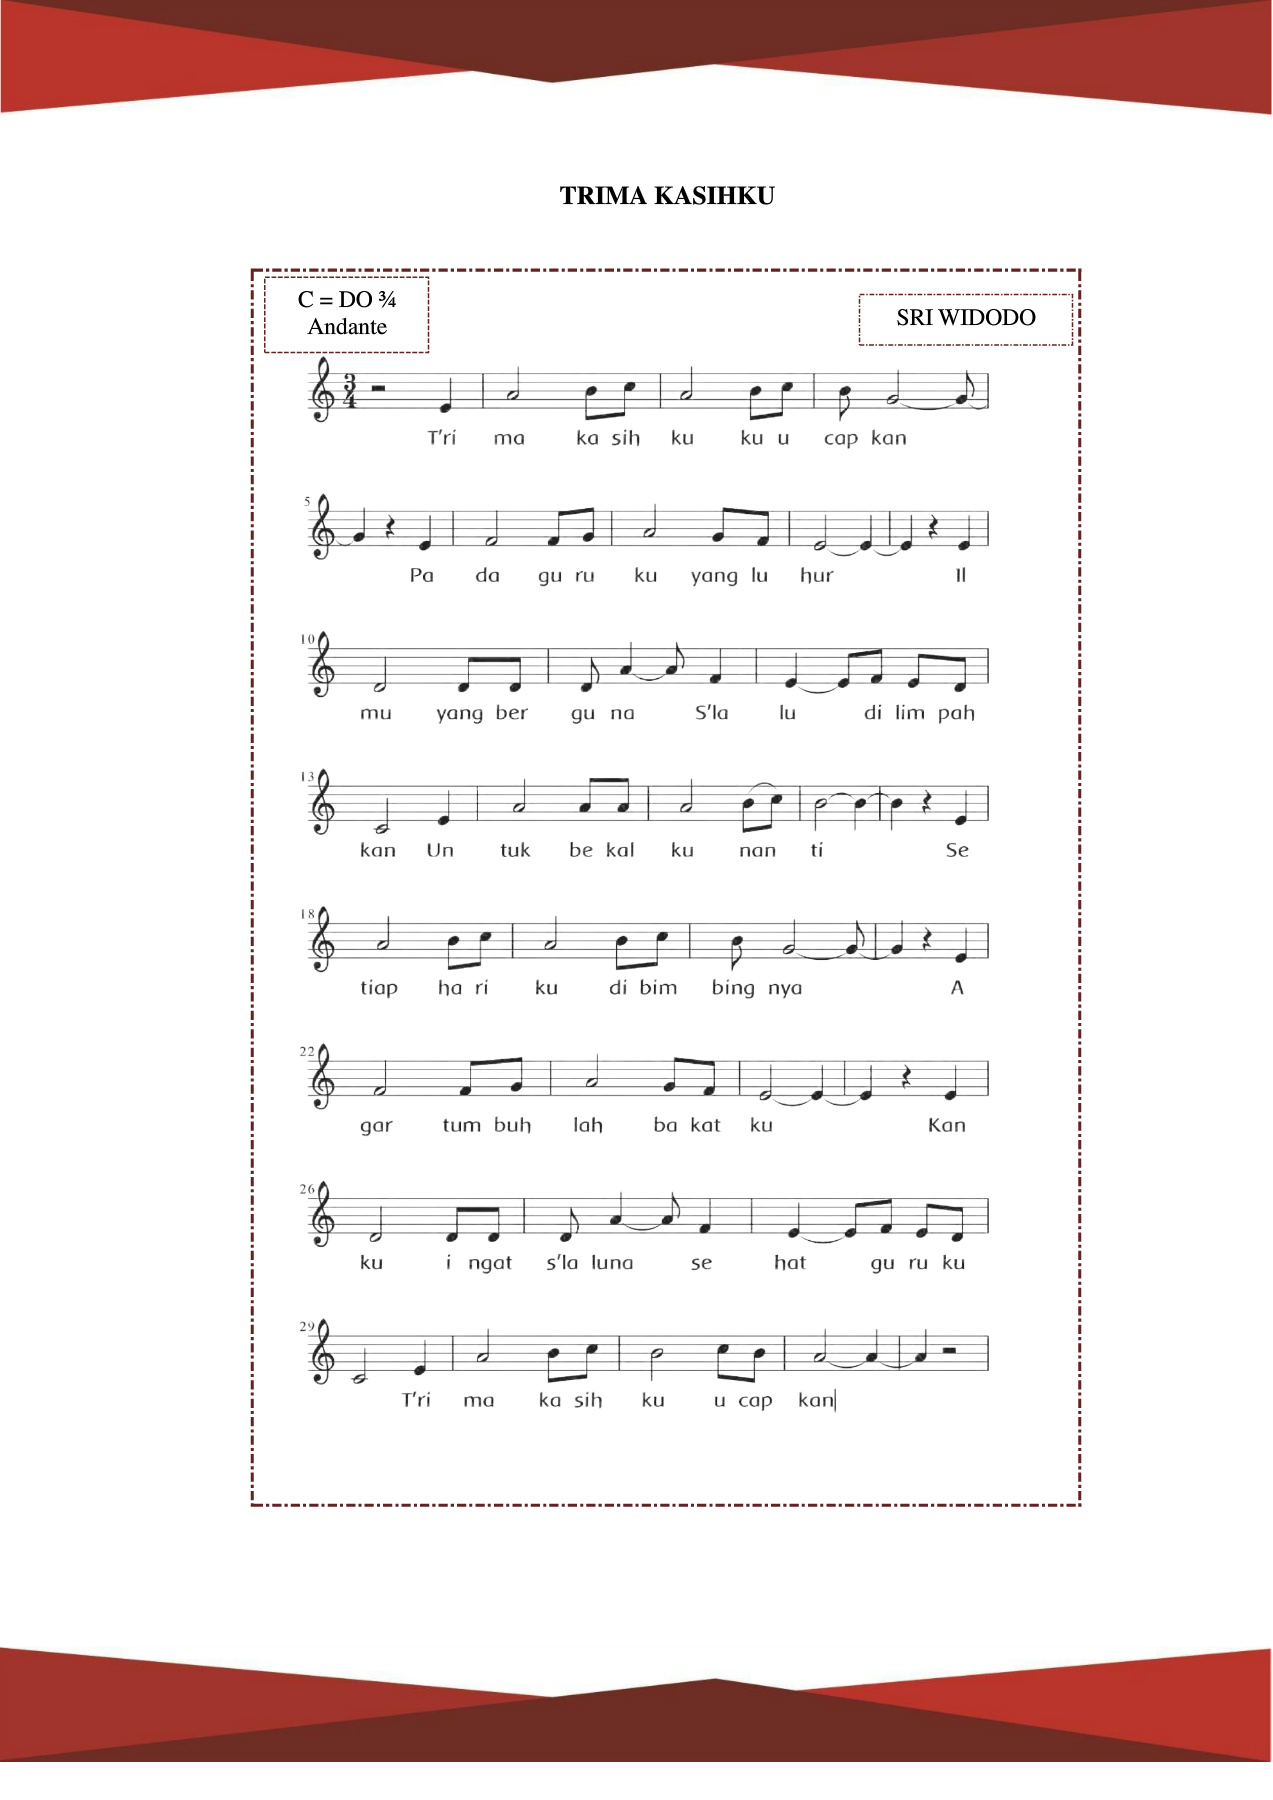 TRIMA KASIHKU
C = DO ¾
Andante
SRI WIDODO
3
4
T'ri ma ka sih ku ku u cap kan
5
Pa da gu ru ku yang lu hur Il
10
mu yang ber gu na S'la lu di lim pah
13
kan Un tuk be kal ku nan ti Se
18
tiap ha ri ku di bim bing nya A
22
gar tum buh lah ba kat ku Kan
26
ku i ngat s'la luna se hat gu ru ku
29
T'ri ma ka sih ku u cap kan